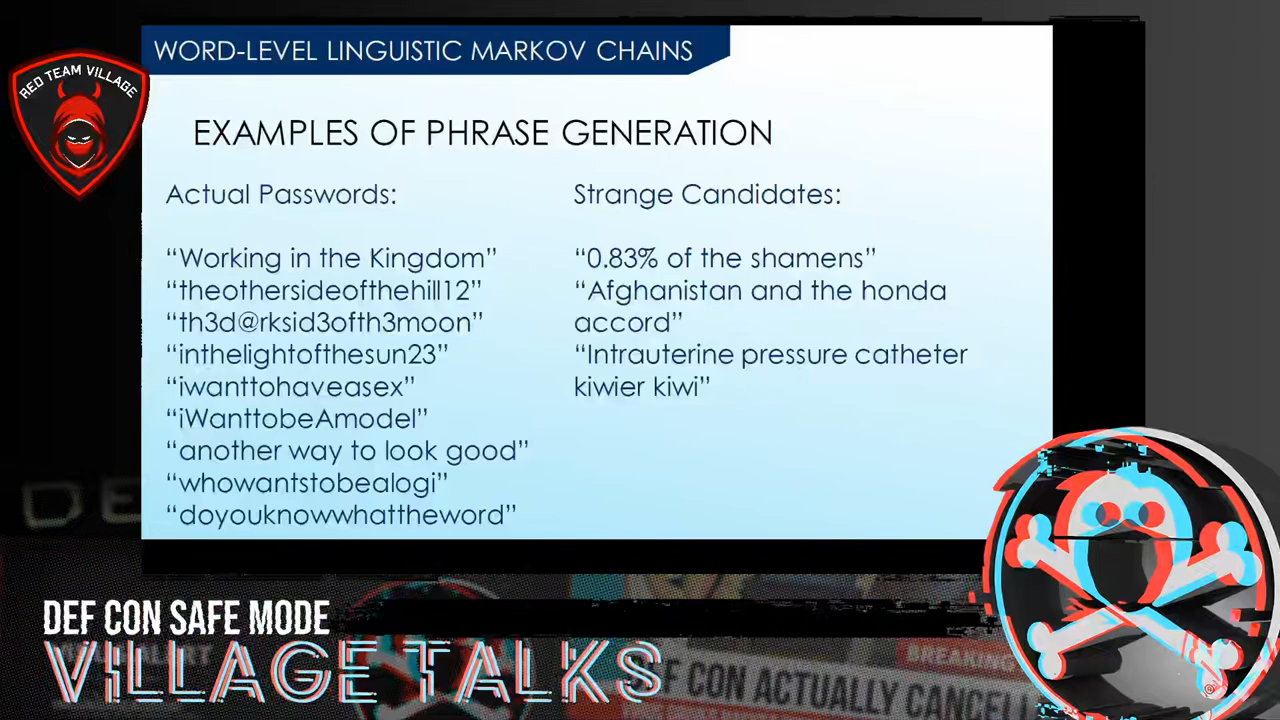 WORD-LEVEL LINGUISTIC MARKOV CHAINS
RED TEAM VILLAGE
EXAMPLES OF PHRASE GENERATION
Actual Passwords:
“Working in the Kingdom”
“theothersideofthehill12”
“th3d@rksid3ofth3moon”
“inthelightofthesun23”
“iwanttohaveasex”
“iWanttobeAmodel”
“another way to look good”
“whowantstobealogi”
“doyouknowwhattheword”
Strange Candidates:
“0.83% of the shamens”
“Afghanistan and the honda
accord”
“Intrauterine pressure catheter
kiwier kiwi”
DEF CON SAFE MODE
VILLAGE TALKS
BREAKING
DEF CON ACTUALLY CANCELL